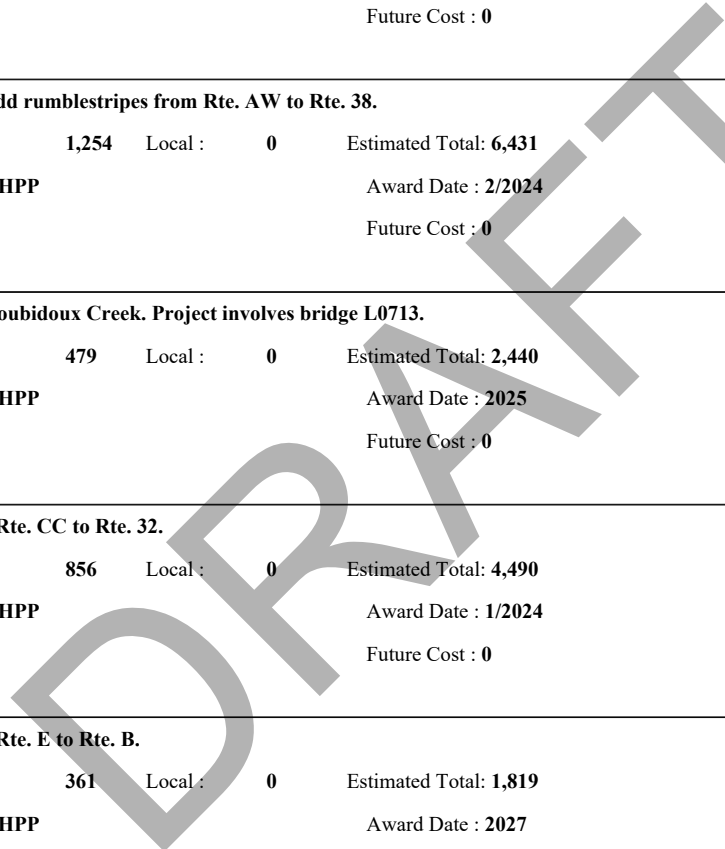 Future Cost : 0
dd rumblestripes from Rte. AW to Rte. 38.
1,254 Local : 0 Estimated Total: 6,431
HPP Award Date : 2/2024
Future Cost : 0
oubidoux Creek. Project involves bridge L0713.
479 Local : 0 Estimated Total: 2,440
HPP Award Date : 2025
Future Cost : 0
Rte. CC to Rte. 32.
856 Local : 0 Estimated Total: 4,490
HPP Award Date : 1/2024
Future Cost : 0
Rte. E to Rte. B.
361 Local : 0 Estimated Total: 1,819
HPP Award Date : 2027
DRAFT